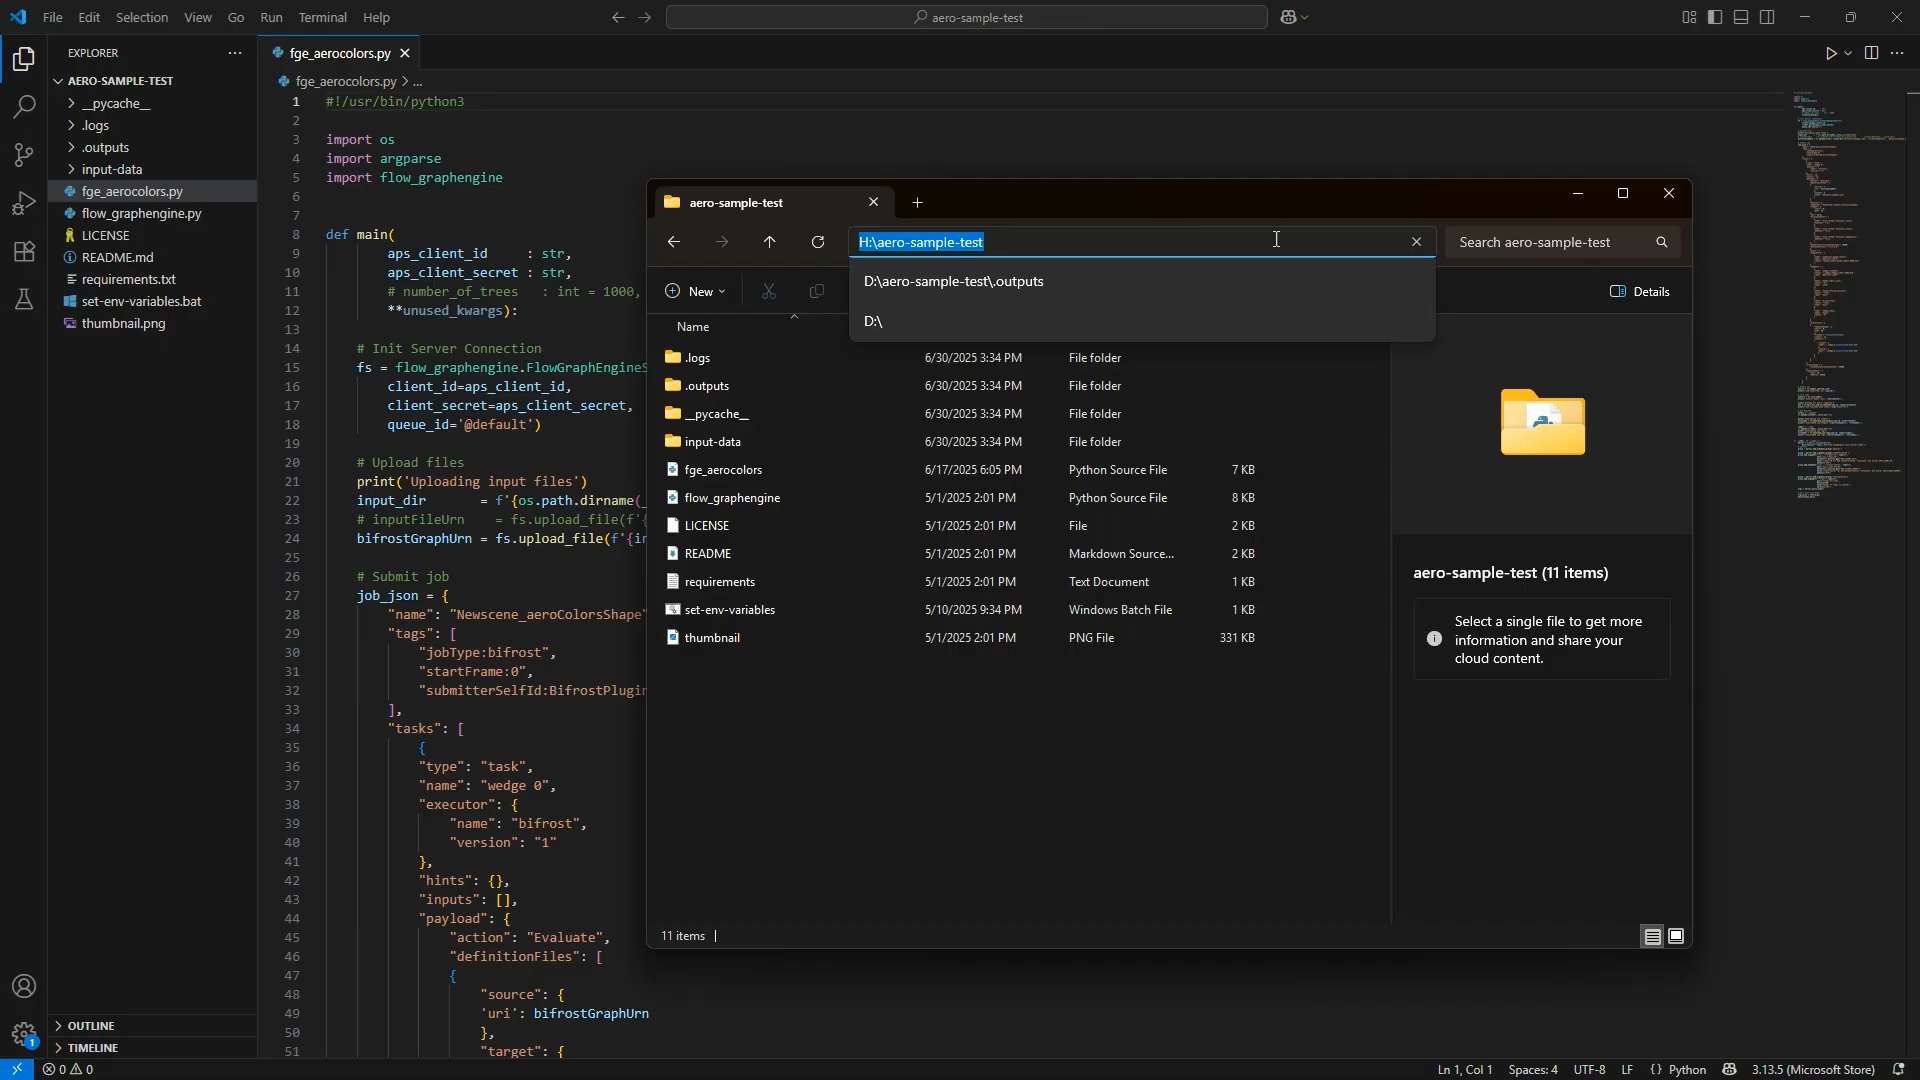 File Edit Selection View Go Run Terminal Help
aero-sample-test
EXPLORER
AERO-SAMPLE-TEST
__pycache__
.logs
.outputs
input-data
fge_aerocolors.py
flow_graphengine.py
LICENSE
README.md
requirements.txt
set-env-variables.bat
thumbnail.png
OUTLINE
TIMELINE
1
fge_aerocolors.py
fge_aerocolors.py > ...
1 #!/usr/bin/python3
2
3 import os
4 import argparse
5 import flow_graphengine
6
7
8 def main(
9 aps_client_id : str,
10 aps_client_secret : str,
11 # number_of_trees : int = 1000,
12 **unused_kwargs):
13
14 # Init Server Connection
15 fs = flow_graphengine.FlowGraphEngineS
16 client_id=aps_client_id,
17 client_secret=aps_client_secret,
18 queue_id='@default')
19
20 # Upload files
21 print('Uploading input files')
22 input_dir = f'{os.path.dirname(_
23 # inputFileUrn = fs.upload_file(f'{
24 bifrostGraphUrn = fs.upload_file(f'{in
25
26 # Submit job
27 job_json = {
28 "name": "Newscene_aeroColorsShape"
29 "tags": [
30 "jobType:bifrost",
31 "startFrame:0",
32 "submitterSelfId:BifrostPlugin
33 ],
34 "tasks": [
35 {
36 "type": "task",
37 "name": "wedge 0",
38 "executor": {
39 "name": "bifrost",
40 "version": "1"
41 },
42 "hints": {},
43 "inputs": [],
44 "payload": {
45 "action": "Evaluate",
46 "definitionFiles": [
47 {
48 "source": {
49 'uri': bifrostGraphUrn
50 },
51 "target": {
aero-sample-test
H:\aero-sample-test
Search aero-sample-test
D:\aero-sample-test\.outputs
D:\
New
Details
Name
.logs 6/30/2025 3:34 PM File folder
.outputs 6/30/2025 3:34 PM File folder
__pycache__ 6/30/2025 3:34 PM File folder
input-data 6/30/2025 3:34 PM File folder
fge_aerocolors 6/17/2025 6:05 PM Python Source File 7 KB
flow_graphengine 5/1/2025 2:01 PM Python Source File 8 KB
LICENSE 5/1/2025 2:01 PM File 2 KB
README 5/1/2025 2:01 PM Markdown Source... 2 KB
requirements 5/1/2025 2:01 PM Text Document 1 KB
set-env-variables 5/10/2025 9:34 PM Windows Batch File 1 KB
thumbnail 5/1/2025 2:01 PM PNG File 331 KB
aero-sample-test (11 items)
Select a single file to get more
information and share your
cloud content.
11 items
0 0
Ln 1, Col 1 Spaces: 4 UTF-8 LF {} Python 3.13.5 (Microsoft Store)